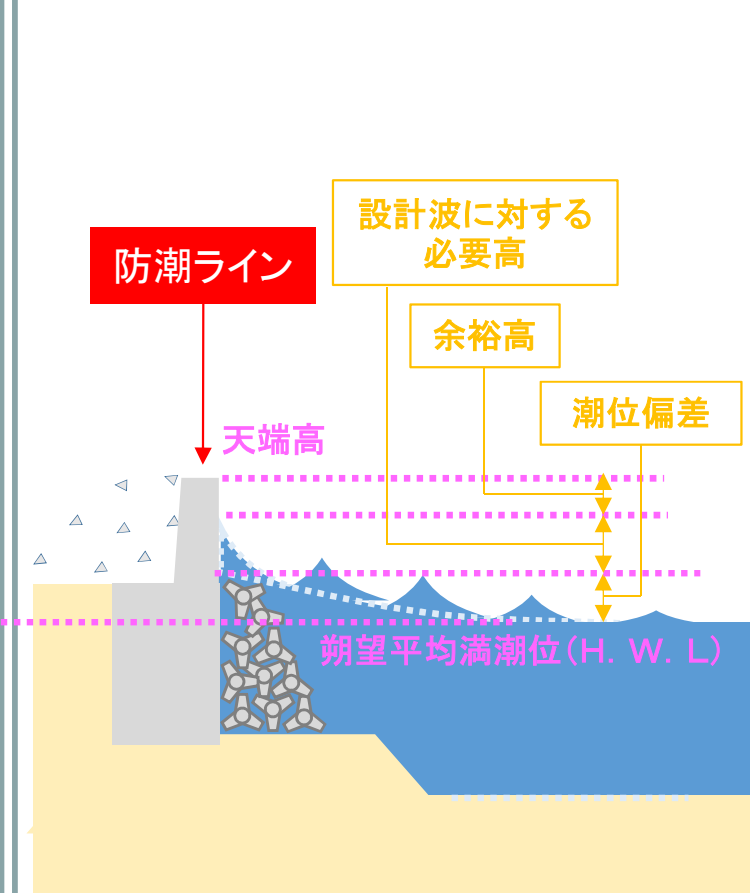 設計波に対する
必要高
防潮ライン
余裕高
潮位偏差
天端高
朔望平均満潮位(H. W. L)